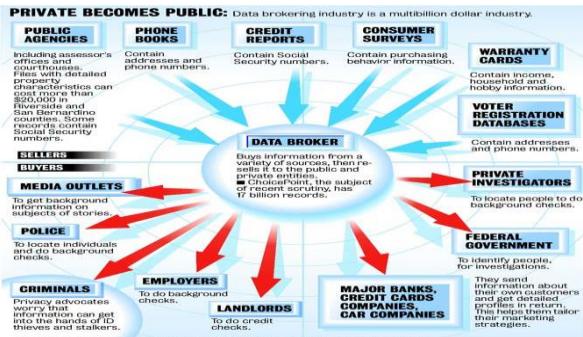 PRIVATE BECOMES PUBLIC: Data brokering industry is a multibillion dollar industry.
PUBLIC
AGENCIES
Including assessor's
offices and
courthouses.
Files with detailed
property
characteristics can
cost more than
$20,000 in
Riverside and
San Bernardino
counties. Some
records contain
Social Security
numbers.
PHONE
BOOKS
Contain
addresses and
phone numbers.
CREDIT
REPORTS
Contain Social
Security numbers.
CONSUMER
SURVEYS
Contain purchasing
behavior information.
WARRANTY
CARDS
Contain income,
household and
hobby information.
VOTER
REGISTRATION
DATABASES
Contain addresses
and phone numbers.
DATA BROKER
Buys information from a
variety of sources, then re-
sells it to the public and
private entities.
■ ChoicePoint, the subject
of recent scrutiny, has
17 billion records.
SELLERS
BUYERS
MEDIA OUTLETS
To get background
information on
subjects of stories.
POLICE
To locate individuals
and do background
checks.
CRIMINALS
Privacy advocates
worry that
information can get
into the hands of ID
thieves and stalkers.
EMPLOYERS
To do background
checks.
LANDLORDS
To do credit
checks.
MAJOR BANKS,
CREDIT CARDS
COMPANIES,
CAR COMPANIES
They send
information about
their own customers
and get detailed
profiles in return.
This helps them tailor
their marketing
strategies.
FEDERAL
GOVERNMENT
To identify people,
for investigations.
PRIVATE
INVESTIGATORS
To locate people to do
background checks.